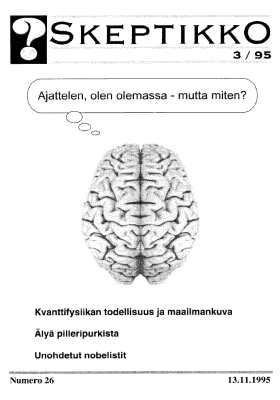 ?
SKEPTIKKO
3 / 95
Ajattelen, olen olemassa - mutta miten?
Kvanttifysiikan todellisuus ja maailmankuva
Älyä pilleripurkista
Unohdetut nobelistit
Numero 26 13.11.1995